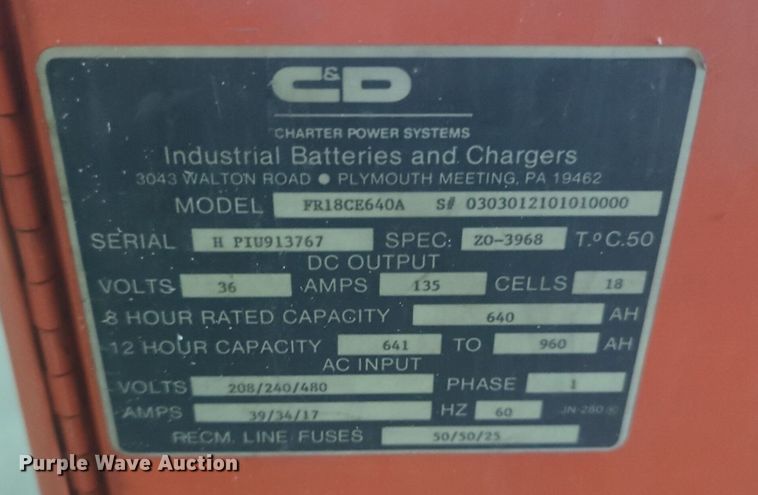 C&D
CHARTER POWER SYSTEMS
Industrial Batteries and Chargers
3043 WALTON ROAD ● PLYMOUTH MEETING, PA 19462
MODEL FR18CE640A S# 0303012101010000
SERIAL H PIU913767 SPEC: ZO-3968 T.° C.50
DC OUTPUT
VOLTS 36 AMPS 135 CELLS 18
8 HOUR RATED CAPACITY 640 AH
12 HOUR CAPACITY 641 TO 960 AH
AC INPUT
VOLTS 208/240/480 PHASE 1
AMPS 39/34/17 HZ 60 JN-280
RECM. LINE FUSES 50/50/25
Purple Wave Auction